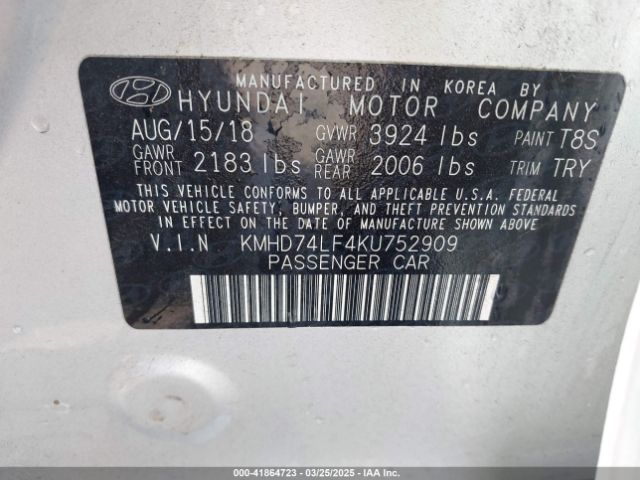 MANUFACTURED IN KOREA BY
HYUNDAI MOTOR COMPANY
AUG/15/18 GVWR 3924 lbs PAINT T8S
GAWR FRONT 2183 lbs GAWR REAR 2006 lbs TRIM TRY
THIS VEHICLE CONFORMS TO ALL APPLICABLE U.S.A. FEDERAL
MOTOR VEHICLE SAFETY, BUMPER, AND THEFT PREVENTION STANDARDS
IN EFFECT ON THE DATE OF MANUFACTURE SHOWN ABOVE.
V.I.N KMHD74LF4KU752909
PASSENGER CAR
000-41864723 — 03/25/2025 — IAAI.COM